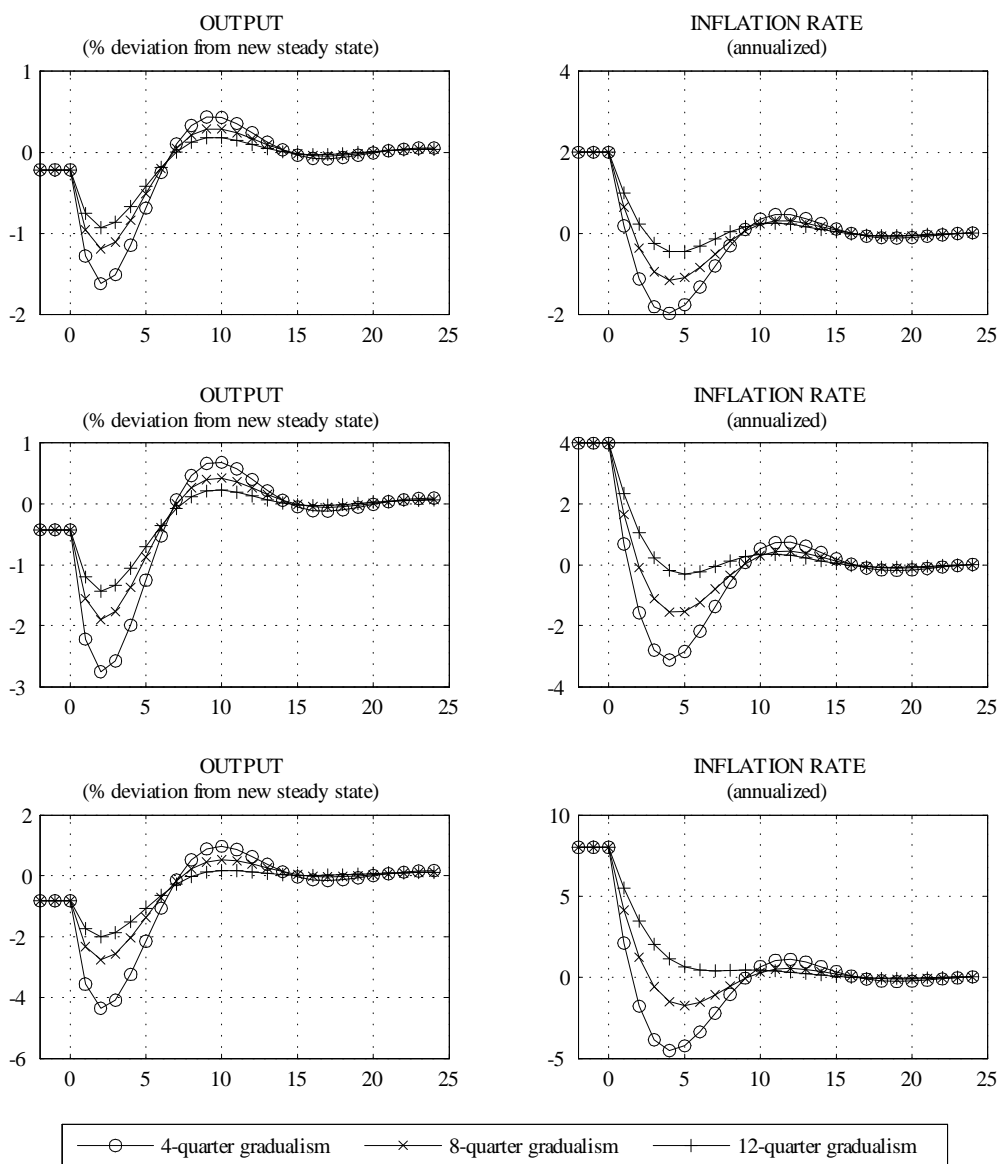 OUTPUT
(% deviation from new steady state)
1
0
-1
-2
0 5 10 15 20 25
INFLATION RATE
(annualized)
4
2
0
-2
0 5 10 15 20 25
OUTPUT
(% deviation from new steady state)
1
0
-1
-2
-3
0 5 10 15 20 25
INFLATION RATE
(annualized)
4
2
0
-2
-4
0 5 10 15 20 25
OUTPUT
(% deviation from new steady state)
2
0
-2
-4
-6
0 5 10 15 20 25
INFLATION RATE
(annualized)
10
5
0
-5
0 5 10 15 20 25
4-quarter gradualism 8-quarter gradualism 12-quarter gradualism